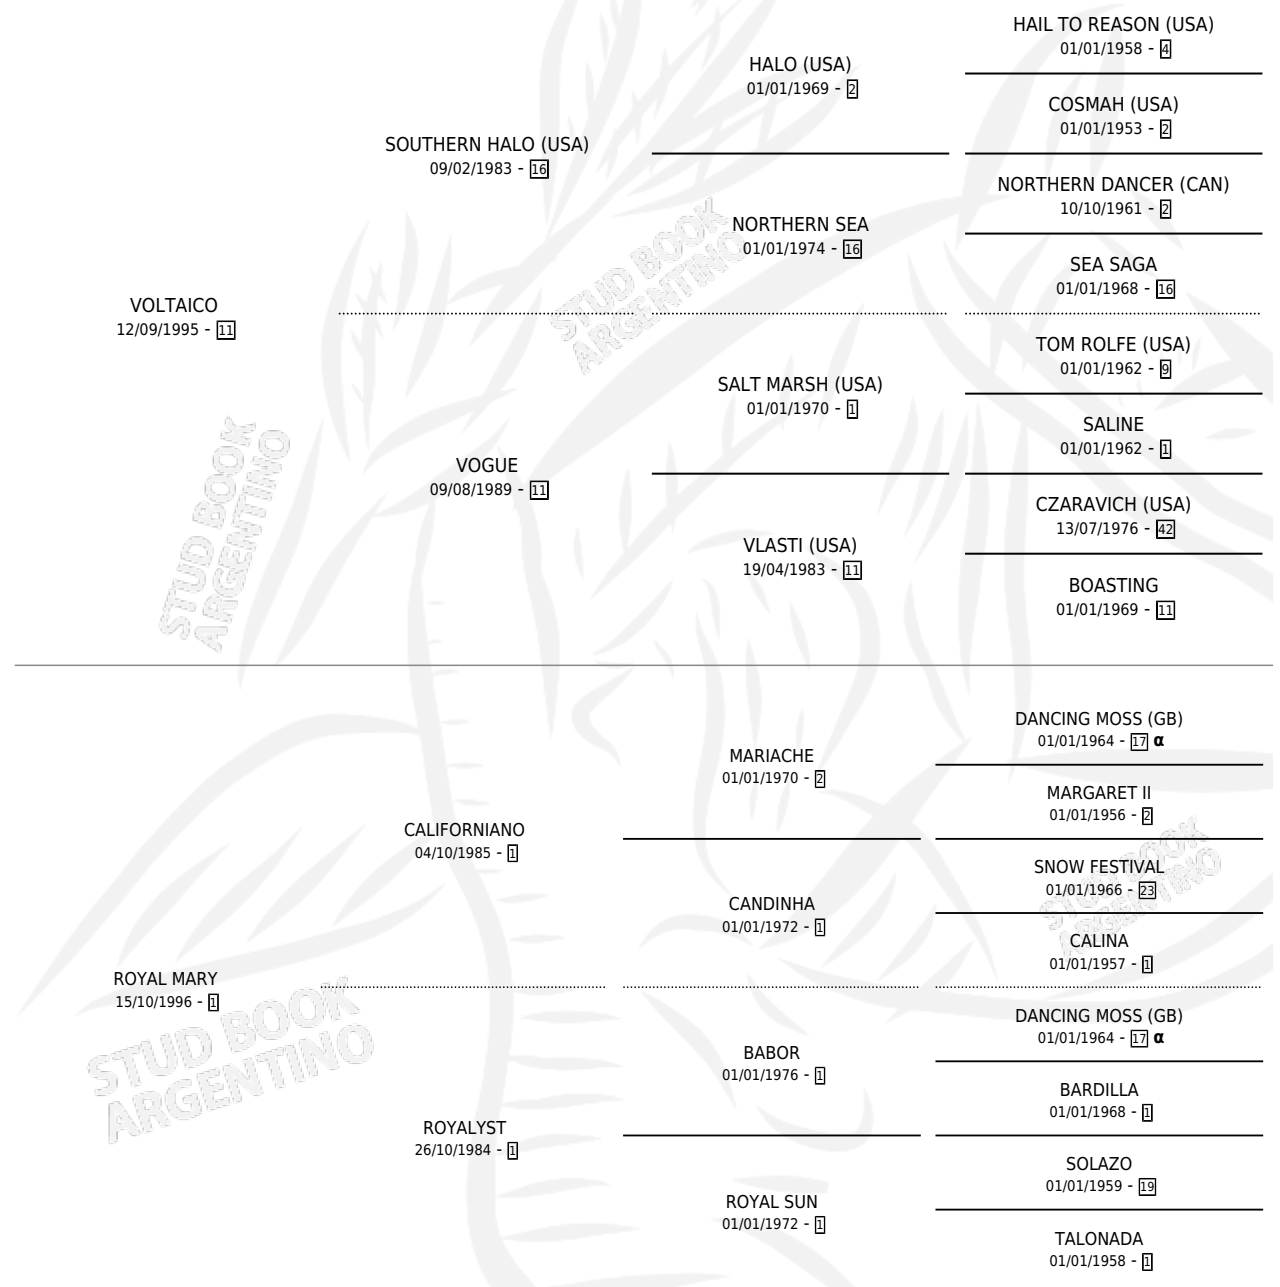 HAIL TO REASON (USA)
01/01/1958 - 4
HALO (USA)
01/01/1969 - 2
COSMAH (USA)
01/01/1953 - 2
SOUTHERN HALO (USA)
09/02/1983 - 16
NORTHERN DANCER (CAN)
10/10/1961 - 2
NORTHERN SEA
01/01/1974 - 16
SEA SAGA
01/01/1968 - 16
STUD BOOK
ARGENTINO
VOLTAICO
12/09/1995 - 11
TOM ROLFE (USA)
01/01/1962 - 9
SALT MARSH (USA)
01/01/1970 - 1
SALINE
01/01/1962 - 1
VOGUE
09/08/1989 - 11
CZARAVICH (USA)
13/07/1976 - 42
VLASTI (USA)
19/04/1983 - 11
BOASTING
01/01/1969 - 11
STUD BOOK
ARGENTINO
DANCING MOSS (GB)
01/01/1964 - 17 α
MARIACHE
01/01/1970 - 2
MARGARET II
01/01/1956 - 2
CALIFORNIANO
04/10/1985 - 1
SNOW FESTIVAL
01/01/1966 - 23
CANDINHA
01/01/1972 - 1
CALINA
01/01/1957 - 1
STUD BOOK
ARGENTINO
ROYAL MARY
15/10/1996 - 1
DANCING MOSS (GB)
01/01/1964 - 17 α
BABOR
01/01/1976 - 1
BARDILLA
01/01/1968 - 1
ROYALYST
26/10/1984 - 1
SOLAZO
01/01/1959 - 19
ROYAL SUN
01/01/1972 - 1
TALONADA
01/01/1958 - 1
STUD BOOK
ARGENTINO